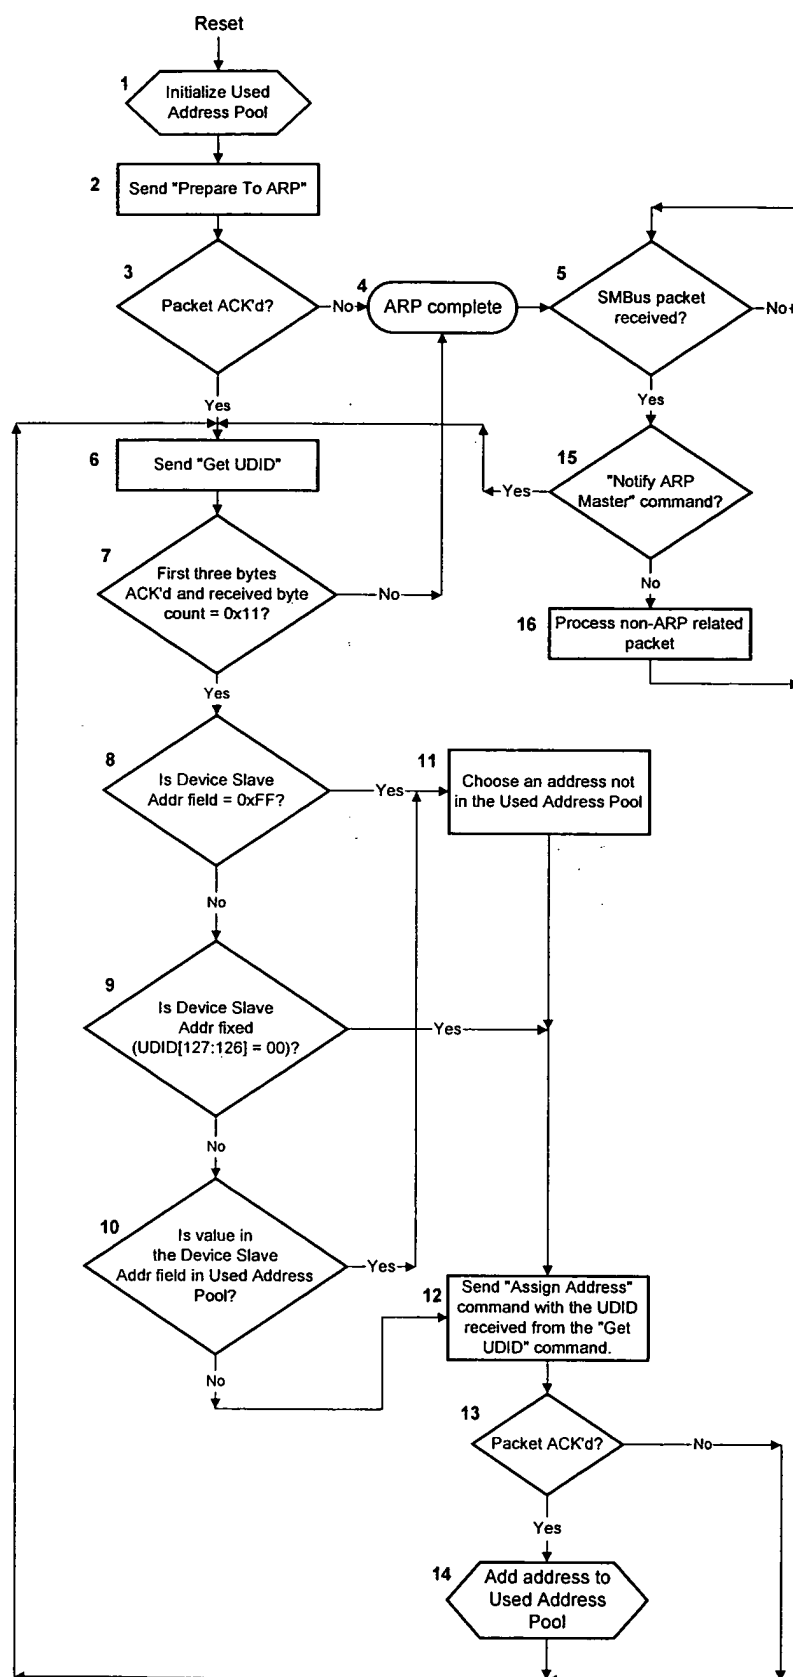 Reset
1
Initialize Used
Address Pool
2
Send "Prepare To ARP"
3
Packet ACK'd?
No
Yes
4
ARP complete
5
SMBus packet
received?
No
Yes
6
Send "Get UDID"
15
"Notify ARP
Master" command?
Yes
No
7
First three bytes
ACK'd and received byte
count = 0x11?
No
Yes
16
Process non-ARP related
packet
8
Is Device Slave
Addr field = 0xFF?
Yes
No
11
Choose an address not
in the Used Address Pool
9
Is Device Slave
Addr fixed
(UDID[127:126] = 00)?
Yes
No
10
Is value in
the Device Slave
Addr field in Used Address
Pool?
Yes
No
12
Send "Assign Address"
command with the UDID
received from the "Get
UDID" command.
13
Packet ACK'd?
No
Yes
14
Add address to
Used Address
Pool